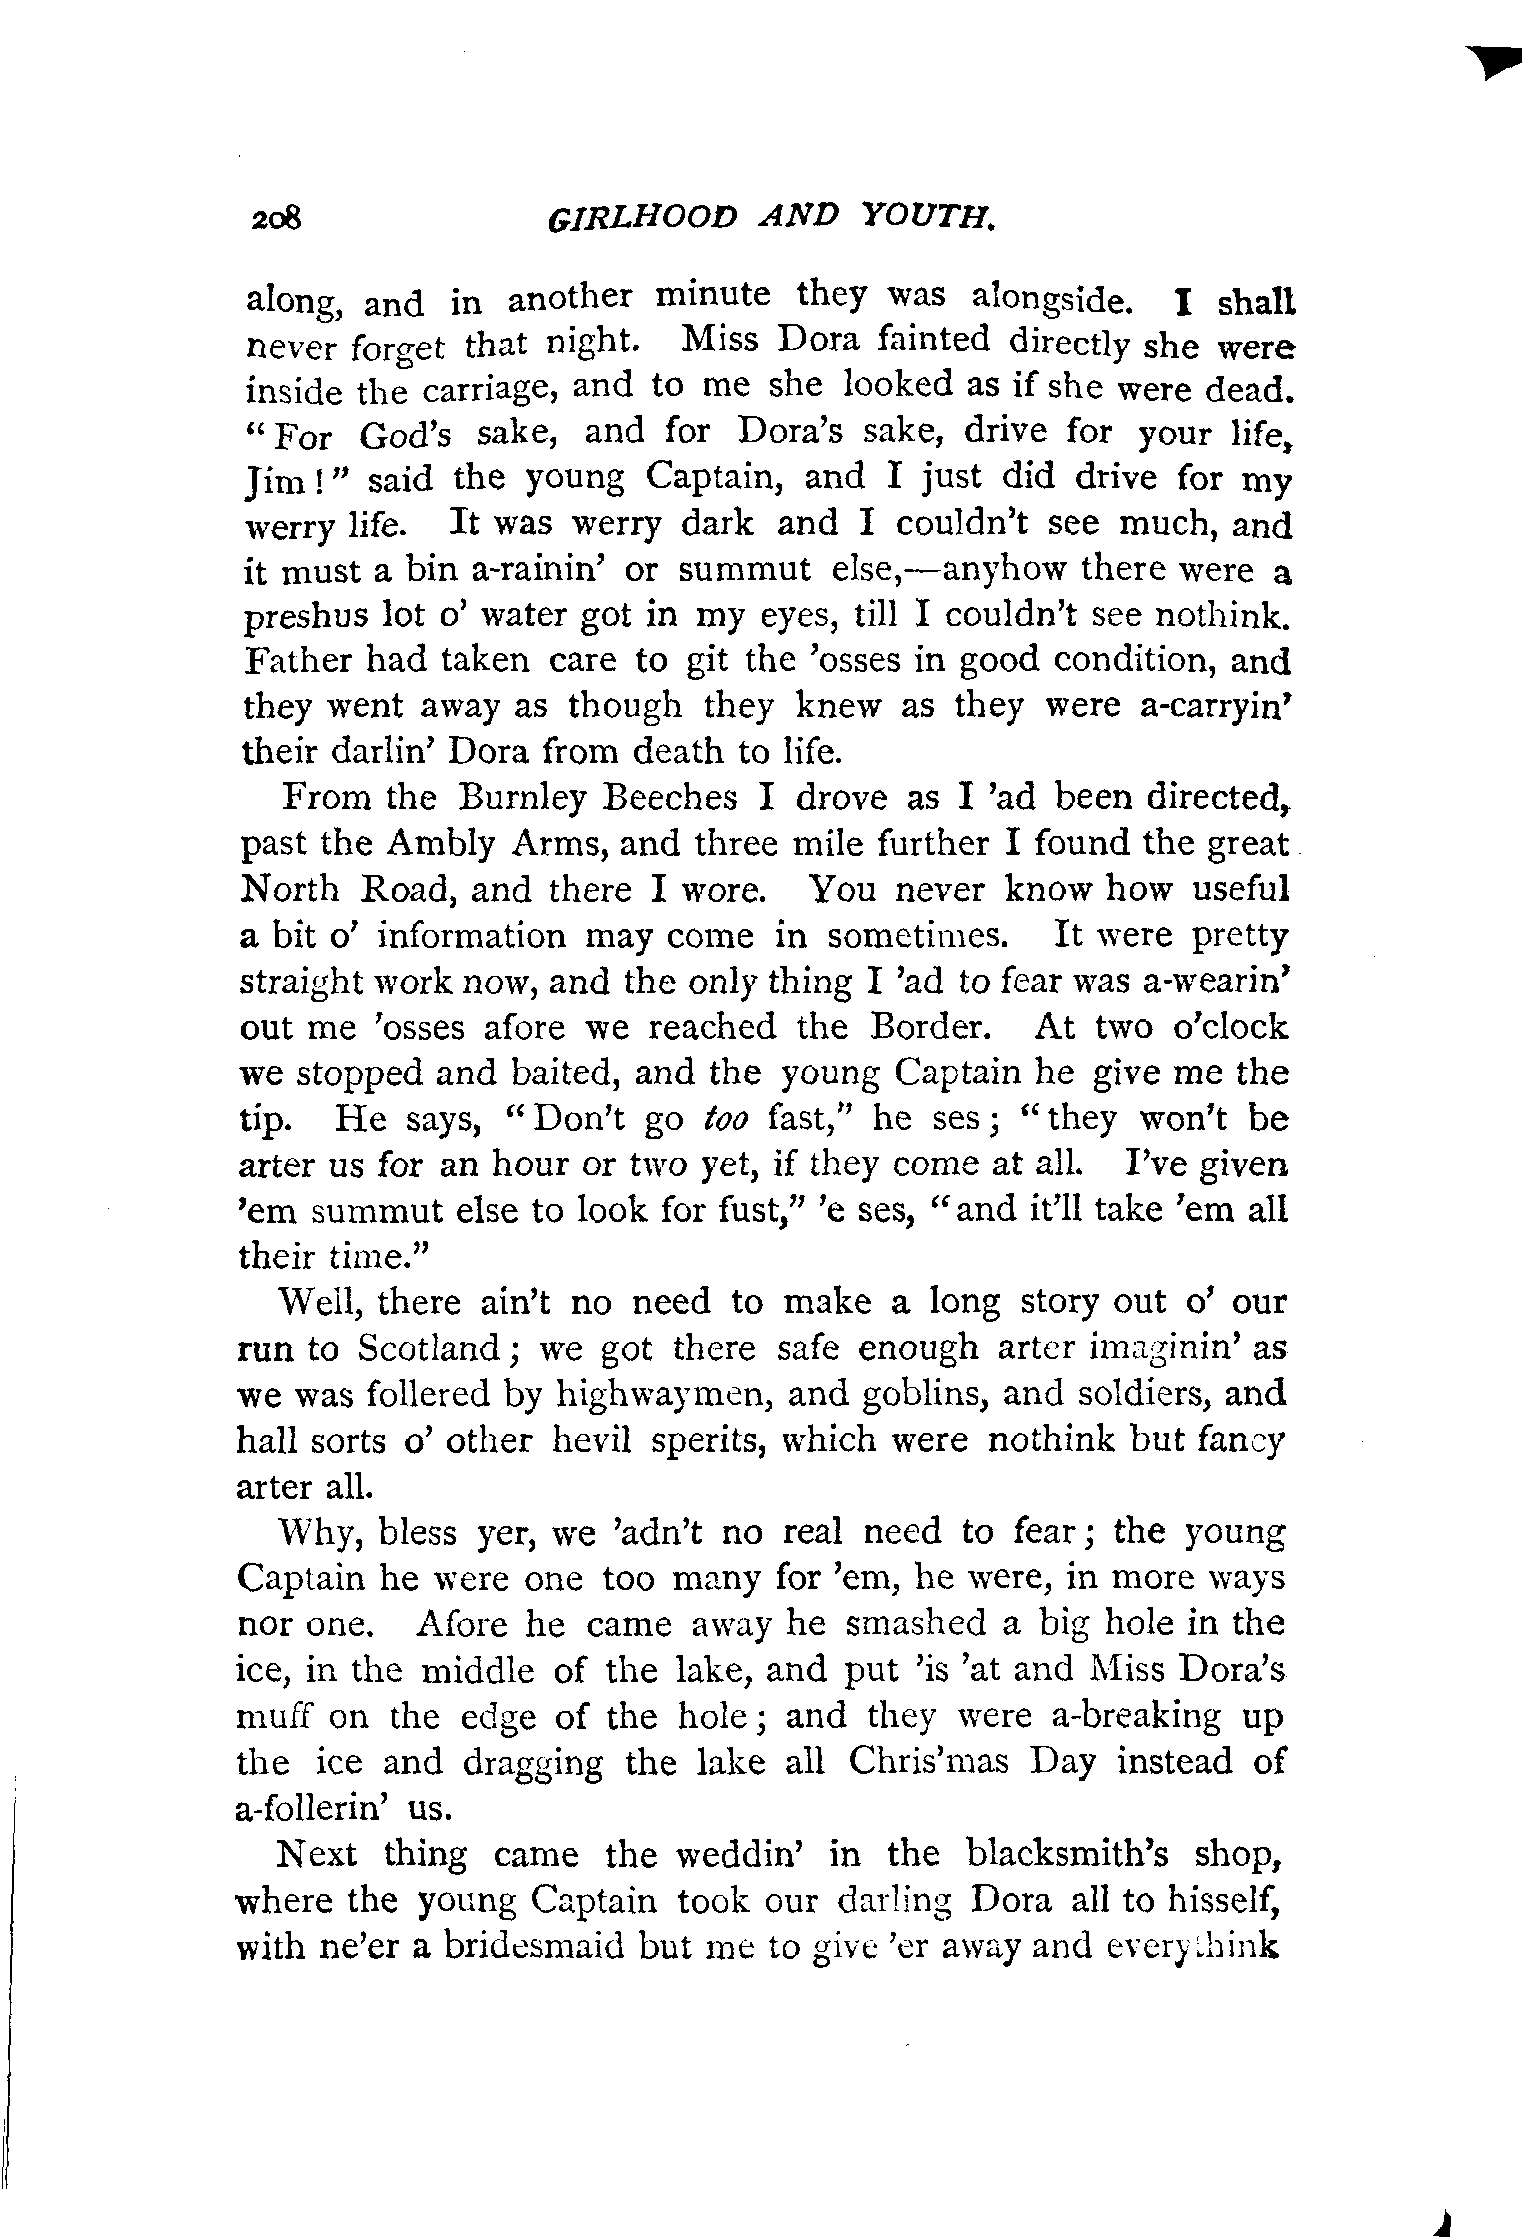 208 GIRLHOOD AND YOUTH.
along, and in another minute they was alongside. I shall
never forget that night. Miss Dora fainted directly she were
inside the carriage, and to me she looked as if she were dead.
“For God's sake, and for Dora's sake, drive for your life,
Jim!” said the young Captain, and I just did drive for my
werry life. It was werry dark and I couldn't see much, and
it must a bin a-rainin' or summut else,—anyhow there were a
preshus lot o' water got in my eyes, till I couldn't see nothink.
Father had taken care to git the 'osses in good condition, and
they went away as though they knew as they were a-carryin'
their darlin' Dora from death to life.
From the Burnley Beeches I drove as I 'ad been directed,
past the Ambly Arms, and three mile further I found the great
North Road, and there I wore. You never know how useful
a bit o' information may come in sometimes. It were pretty
straight work now, and the only thing I 'ad to fear was a-wearin'
out me 'osses afore we reached the Border. At two o'clock
we stopped and baited, and the young Captain he give me the
tip. He says, “Don't go too fast,” he ses; “they won't be
arter us for an hour or two yet, if they come at all. I've given
'em summut else to look for fust,” 'e ses, “and it'll take 'em all
their time.”
Well, there ain't no need to make a long story out o' our
run to Scotland; we got there safe enough arter imaginin' as
we was follered by highwaymen, and goblins, and soldiers, and
hall sorts o' other hevil sperits, which were nothink but fancy
arter all.
Why, bless yer, we 'adn't no real need to fear; the young
Captain he were one too many for 'em, he were, in more ways
nor one. Afore he came away he smashed a big hole in the
ice, in the middle of the lake, and put 'is 'at and Miss Dora's
muff on the edge of the hole; and they were a-breaking up
the ice and dragging the lake all Chris'mas Day instead of
a-follerin' us.
Next thing came the weddin' in the blacksmith's shop,
where the young Captain took our darling Dora all to hisself,
with ne'er a bridesmaid but me to give 'er away and everythink